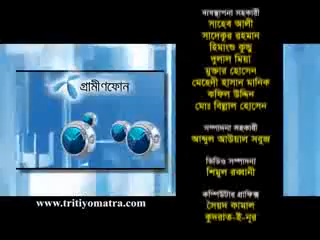 ব্যবস্থাপনা সহকারী
সাহেব আলী
সাদেকুর রহমান
হিমাংশু কুন্ডু
দুলাল মিয়া
মুক্তার হোসেন
মেহেদী হাসান মানিক
কফিল উদ্দিন
মোঃ বিল্লাল হোসেন
সম্পাদনা সহকারী
আব্দুল আউয়াল সবুজ
ভিডিও সম্পাদনা
শিমুল রব্বানী
কম্পিউটার গ্রাফিক্স
সৈয়দ কামাল
কুদরাত-ই-নূর
গ্রামীণফোন
www.tritiyomatra.com